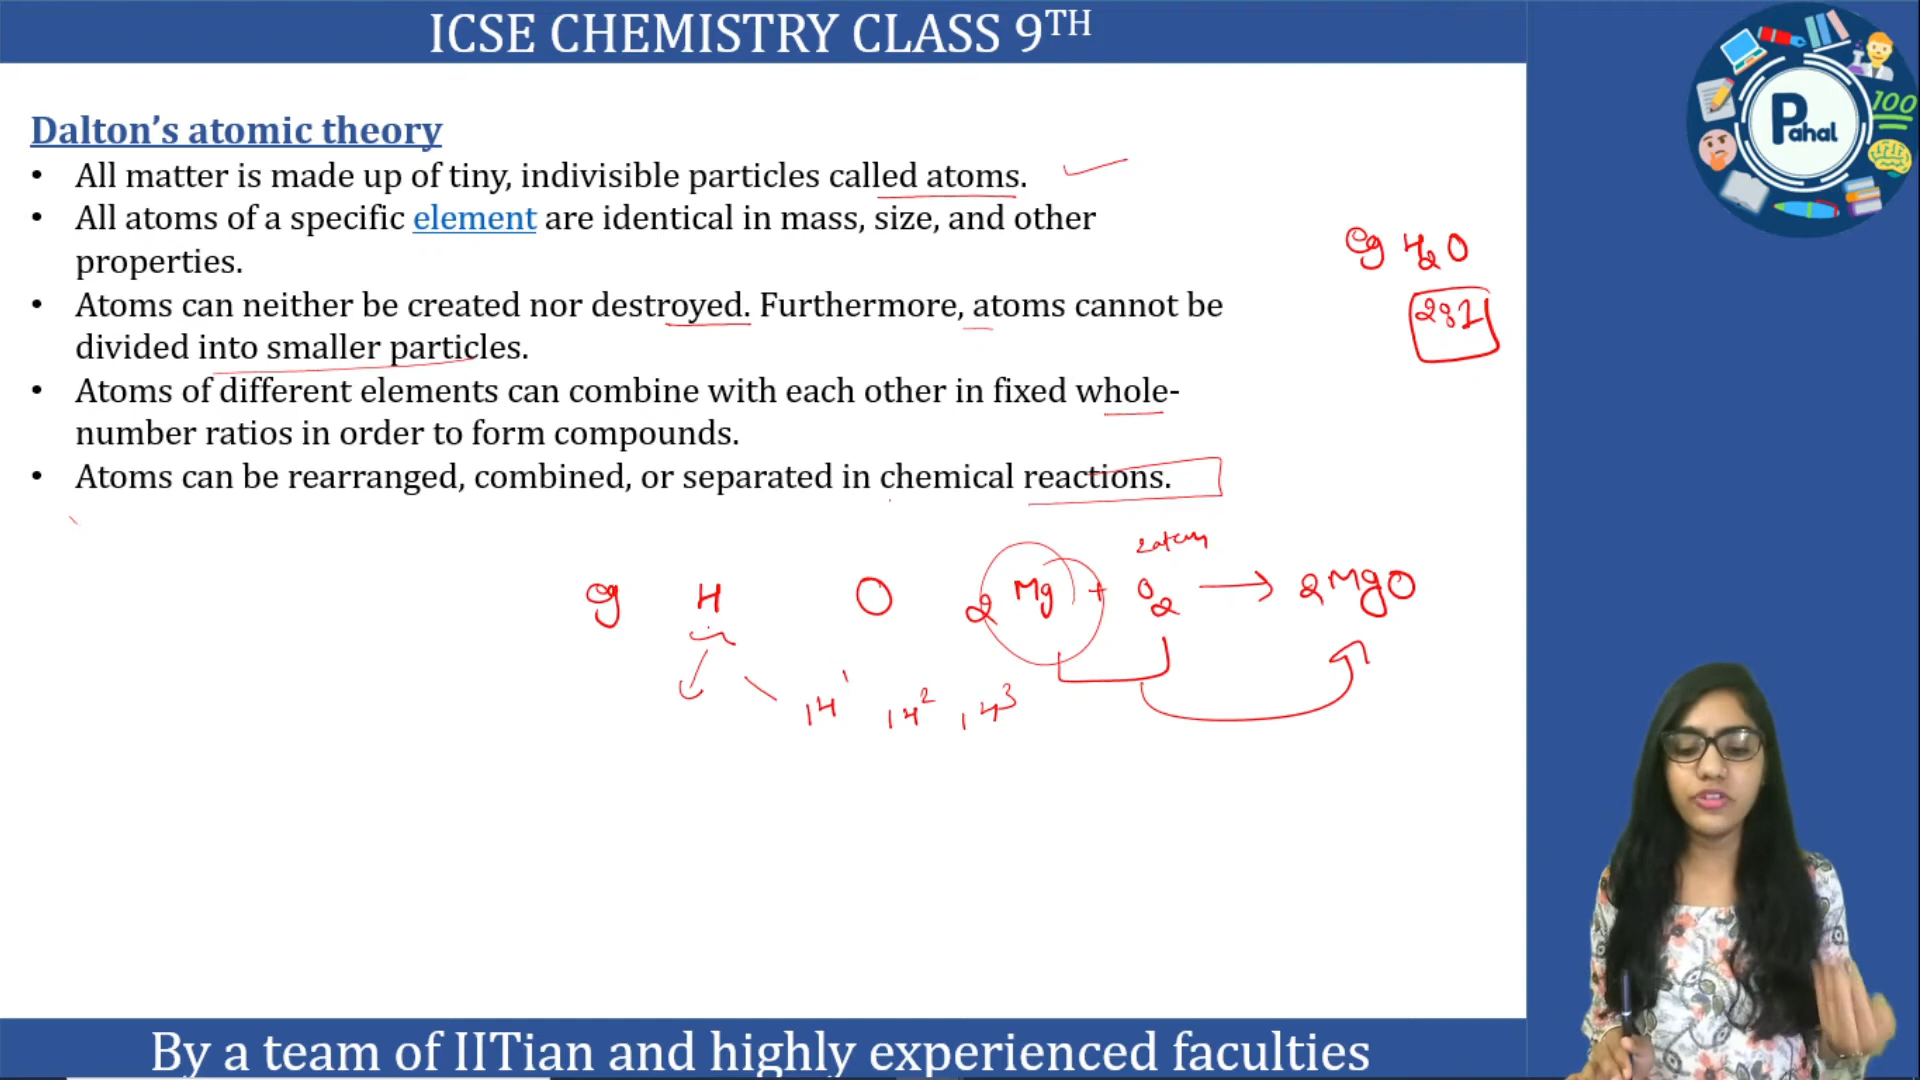 ICSE CHEMISTRY CLASS 9TH
Pahal
100
Dalton's atomic theory
• All matter is made up of tiny, indivisible particles called atoms.
• All atoms of a specific element are identical in mass, size, and other
properties.
• Atoms can neither be created nor destroyed. Furthermore, atoms cannot be
divided into smaller particles.
• Atoms of different elements can combine with each other in fixed whole-
number ratios in order to form compounds.
• Atoms can be rearranged, combined, or separated in chemical reactions.
eg H₂O
2:1
eg H O 2Mg + O₂ → 2MgO
1H¹ 1H² 1H³
By a team of IITian and highly experienced faculties